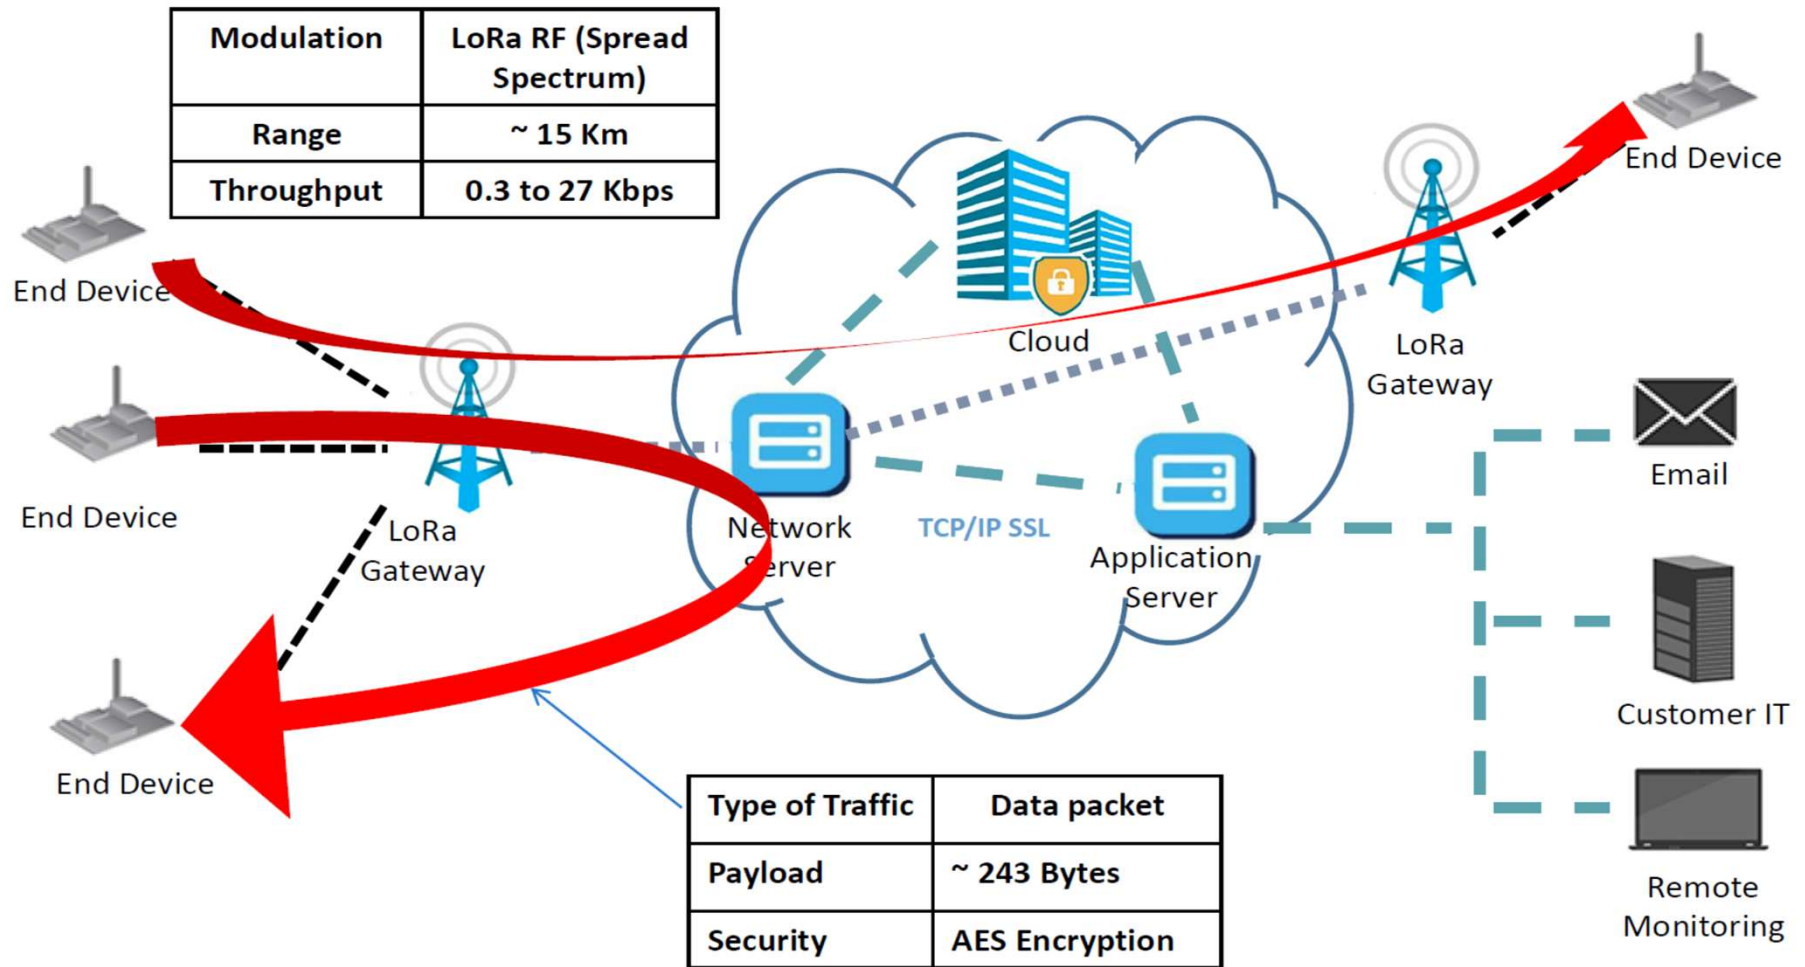 Modulation
LoRa RF (Spread
Spectrum)
Range
~ 15 Km
Throughput
0.3 to 27 Kbps
End Device
End Device
Cloud
LoRa
Gateway
End Device
LoRa
Gateway
Network
Server
TCP/IP SSL
Application
Server
Email
Customer IT
End Device
Type of Traffic
Data packet
Payload
~ 243 Bytes
Security
AES Encryption
Remote
Monitoring